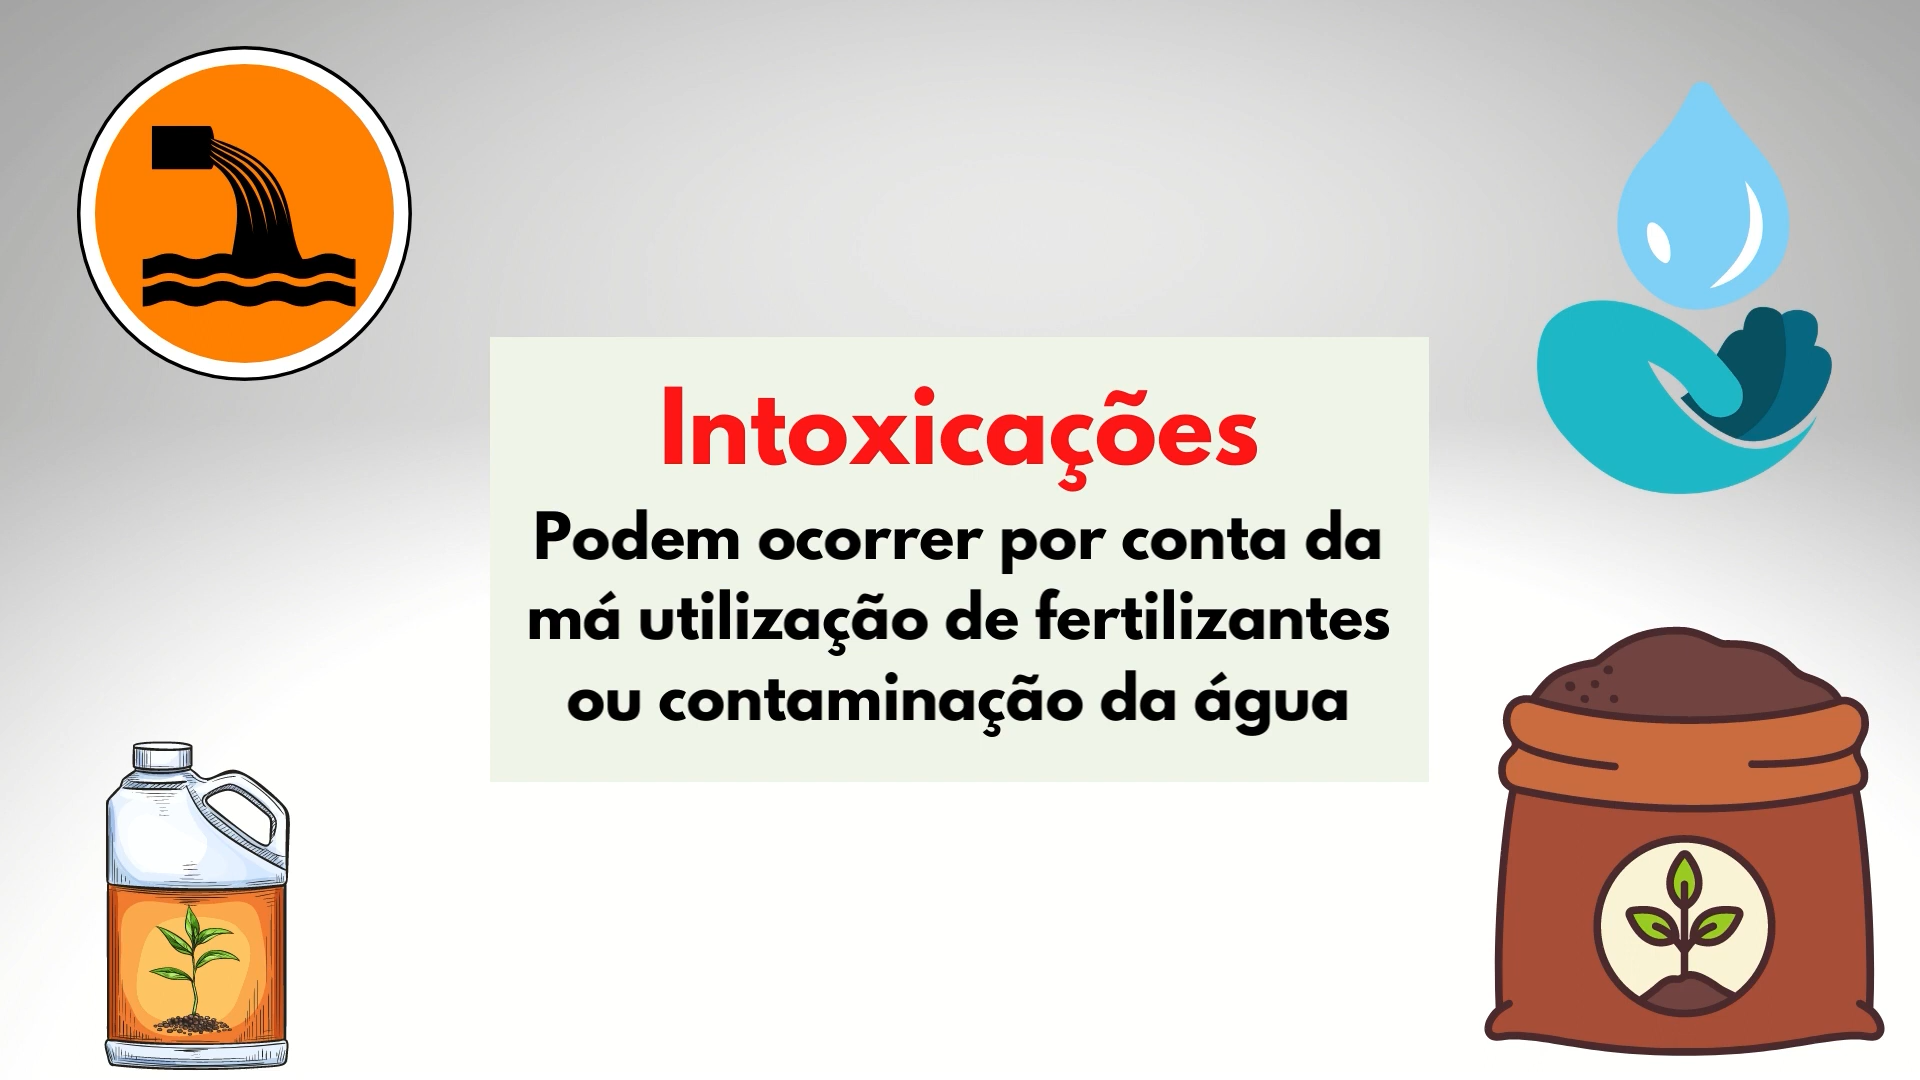 Intoxicações
Podem ocorrer por conta da
má utilização de fertilizantes
ou contaminação da água